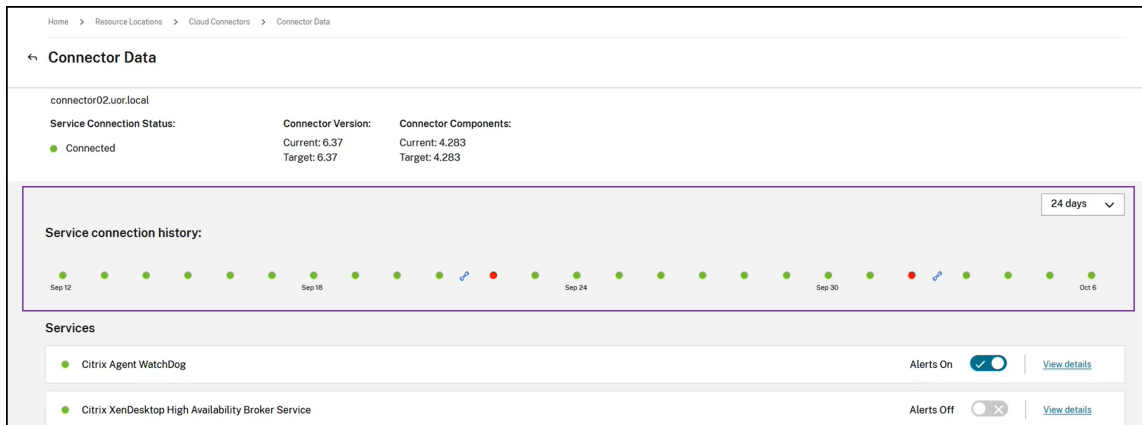 Home > Resource Locations > Cloud Connectors > Connector Data
Connector Data
connector02.uor.local
Service Connection Status: Connector Version: Connector Components:
Connected Current: 6.37 Current: 4.283
Target: 6.37 Target: 4.283
24 days
Service connection history:
Sep 12 Sep 18 Sep 24 Sep 30 Oct 6
Services
Citrix Agent WatchDog Alerts On View details
Citrix XenDesktop High Availability Broker Service Alerts Off View details